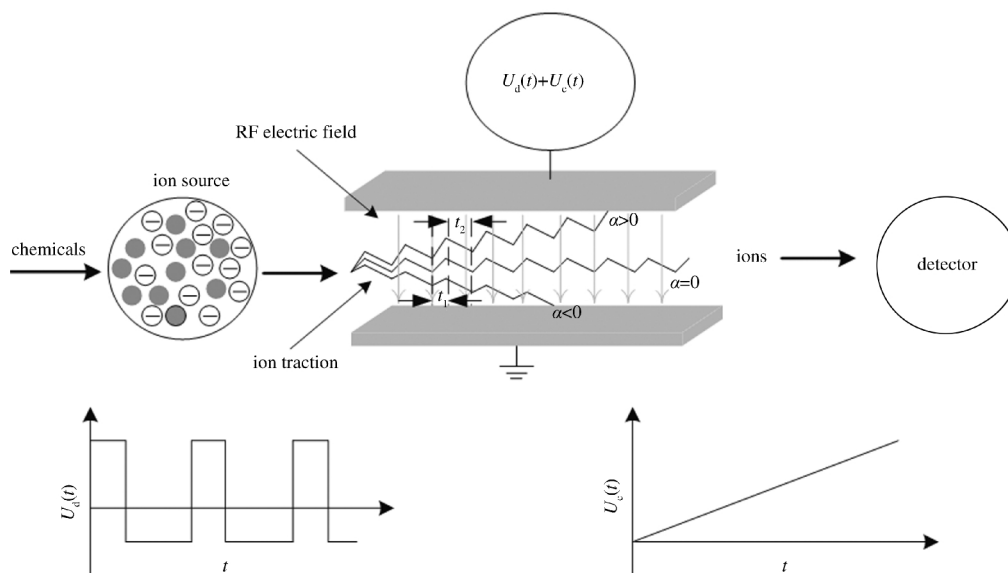 U_d(t)+U_c(t)
RF electric field
ion source
t_2
α>0
chemicals
ions
detector
α=0
t_1
α<0
ion traction
U_d(t)
t
U_c(t)
t